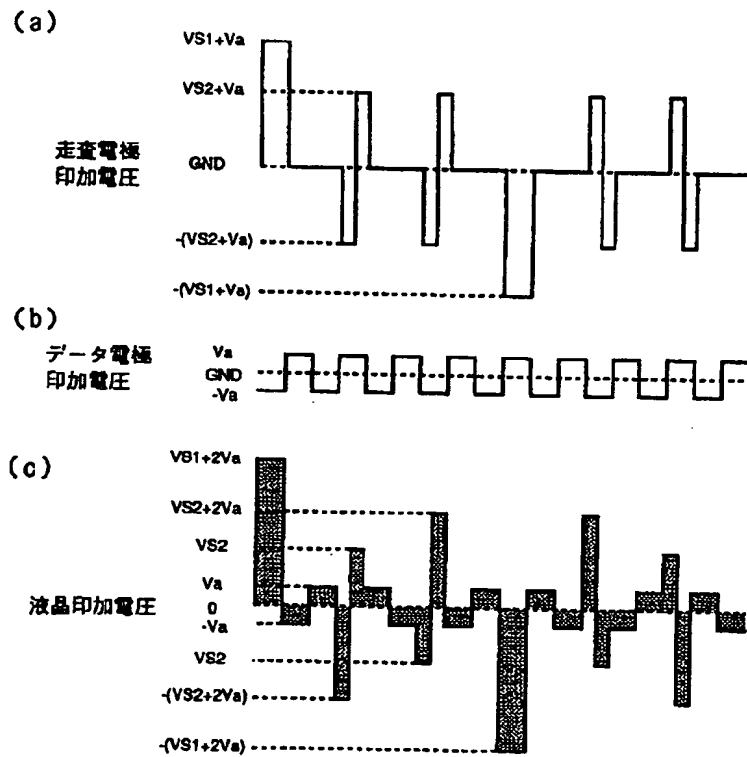 (a)
VS1+Va
VS2+Va
走査電極
印加電圧
GND
-(VS2+Va)
-(VS1+Va)
(b)
データ電極
印加電圧
Va
GND
-Va
(c)
VS1+2Va
VS2+2Va
VS2
Va
液晶印加電圧
0
-Va
VS2
-(VS2+2Va)
-(VS1+2Va)